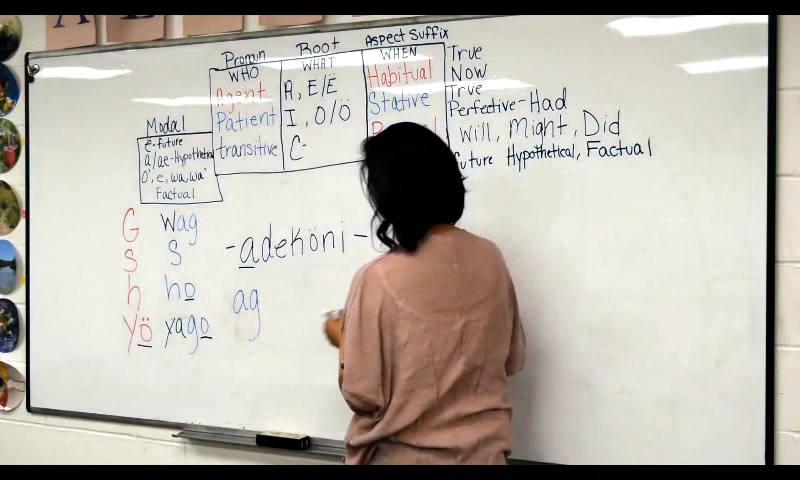 Pronoun Root Aspect Suffix
WHO WHAT WHEN
Agent A, E/Ë Habitual True Now
Patient I, O/Ö Stative True Perfective-Had
transitive C- Will, Might, Did
Future Hypothetical, Factual
Modal
e-future
a/ae-Hypothetical
o', e, wa, wa'
Factual
G wag
S S -adeköni-
h ho ag
yö yago